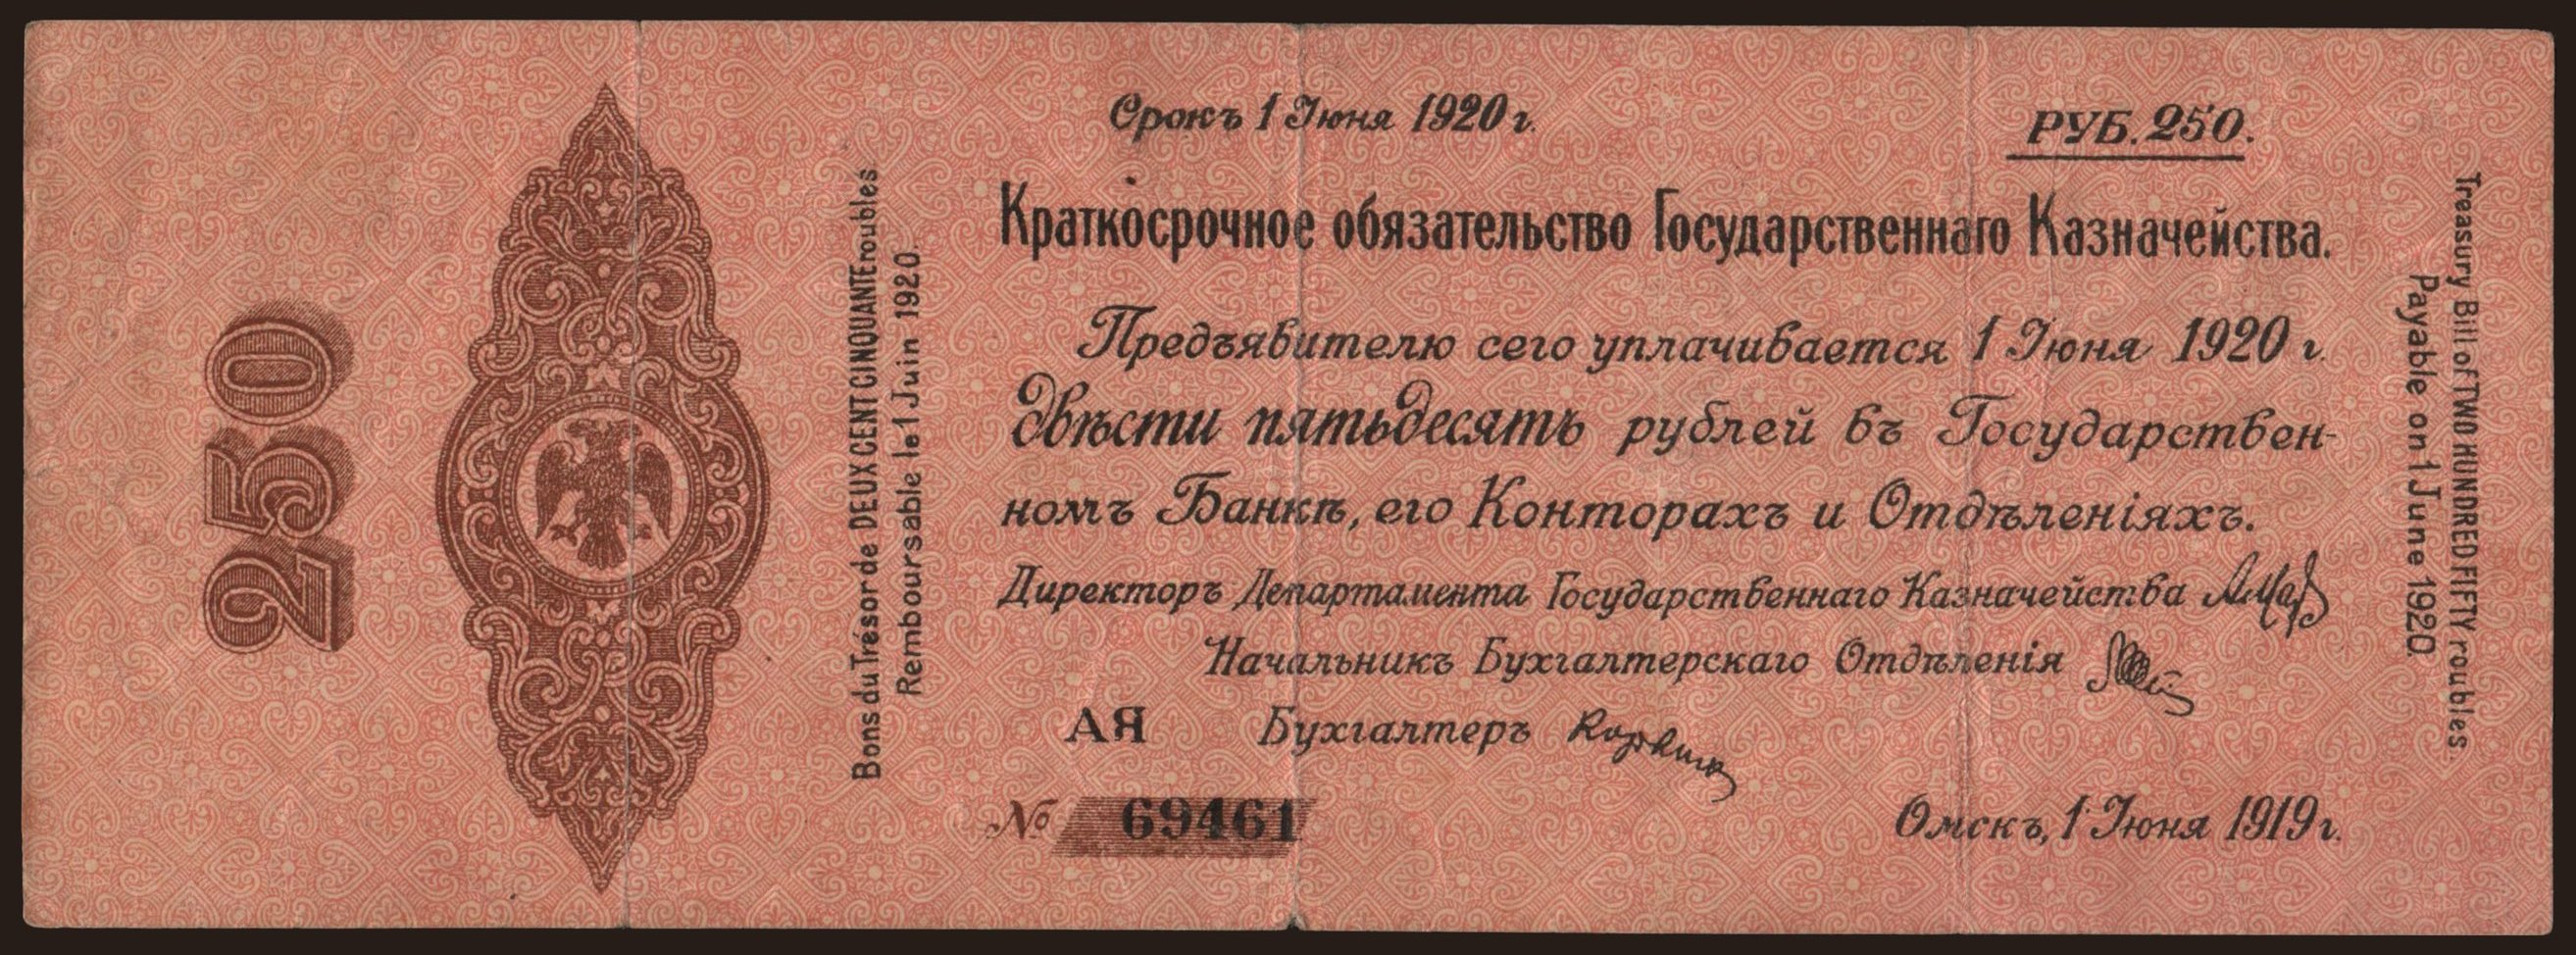 250
Bons du Trésor de DEUX CENT CINQUANTE roubles
Remboursable le 1 Juin 1920.
Срокъ 1 Июня 1920 г.
РУБ. 250.
Краткосрочное обязательство Государственнаго Казначейства.
Предъявителю сего уплачивается 1 Июня 1920 г.
Двѣсти пятьдесятъ рублей въ Государствен-
номъ Банкѣ, его Конторахъ и Отдѣленіяхъ.
Директоръ Департамента Государственнаго Казначейства
Начальникъ Бухгалтерскаго Отдѣленія
АЯ Бухгалтеръ
№ 69461
Омскъ, 1 Июня 1919 г.
Treasury Bill of TWO HUNDRED FIFTY roubles.
Payable on 1 June 1920.